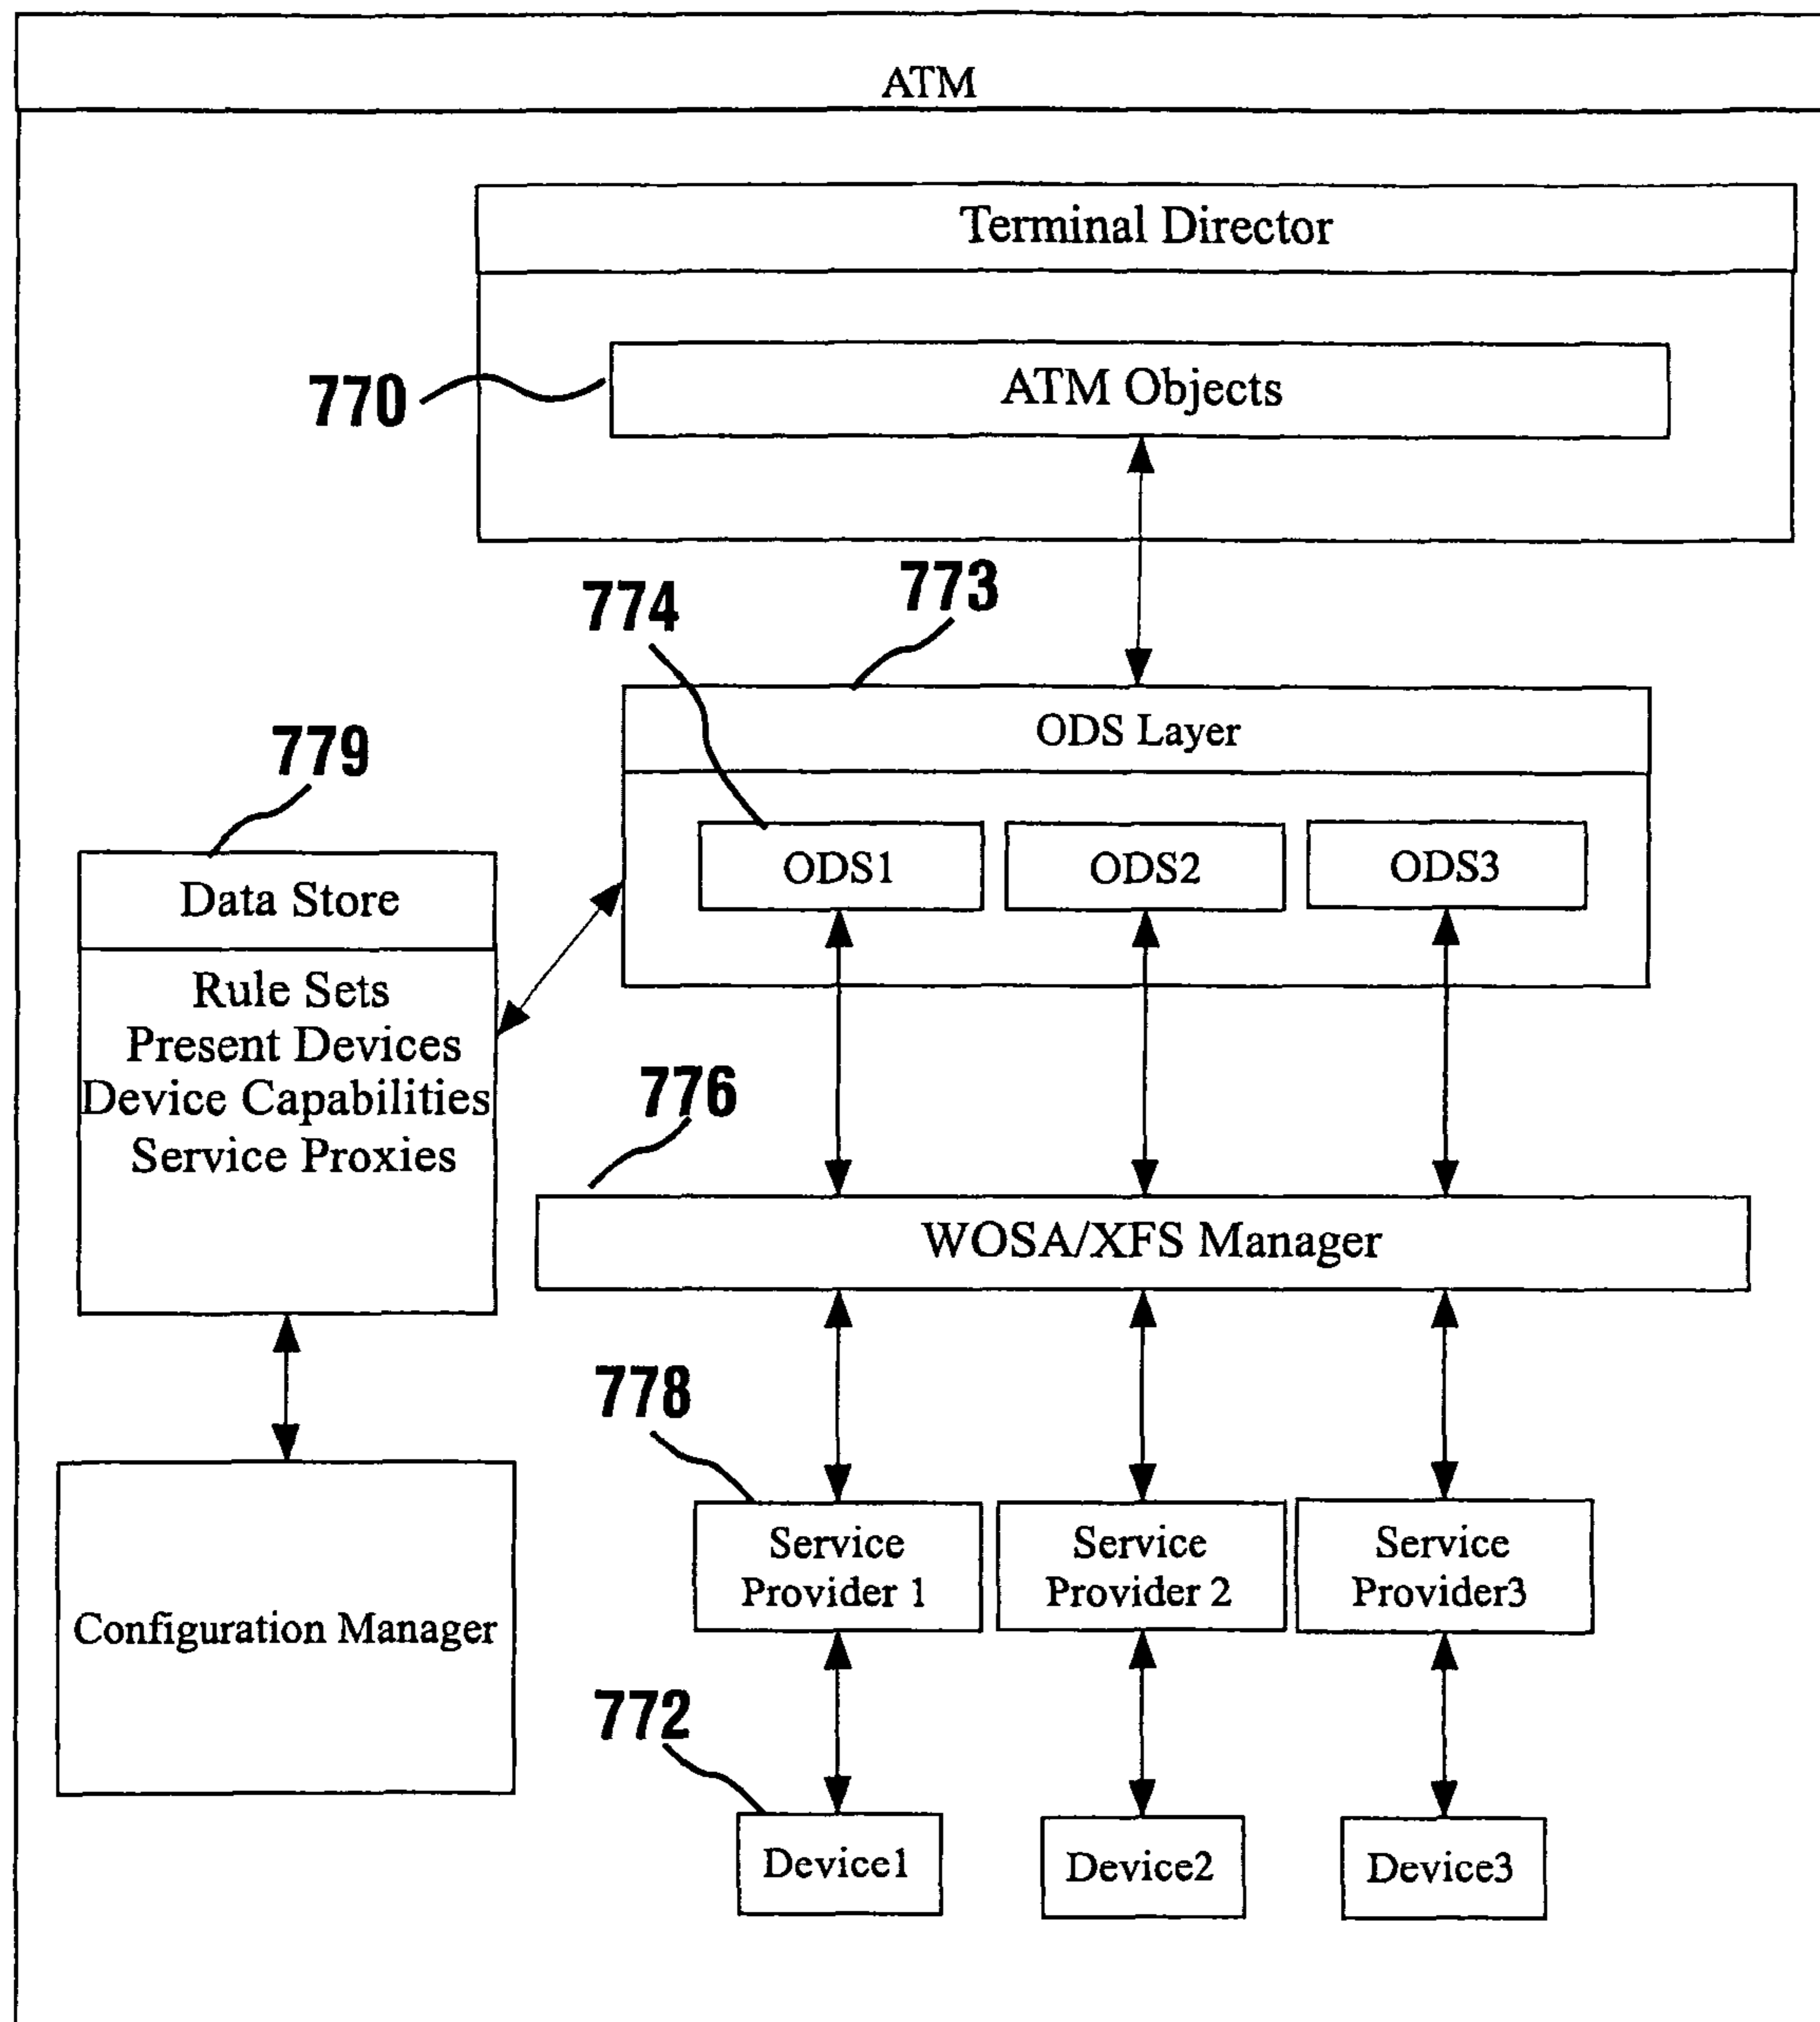 ATM
Terminal Director
770
ATM Objects
773
774
ODS Layer
779
ODS1
ODS2
ODS3
Data Store
Rule Sets
Present Devices
Device Capabilities
Service Proxies
776
WOSA/XFS Manager
778
Service
Provider 1
Service
Provider 2
Service
Provider3
Configuration Manager
772
Device1
Device2
Device3